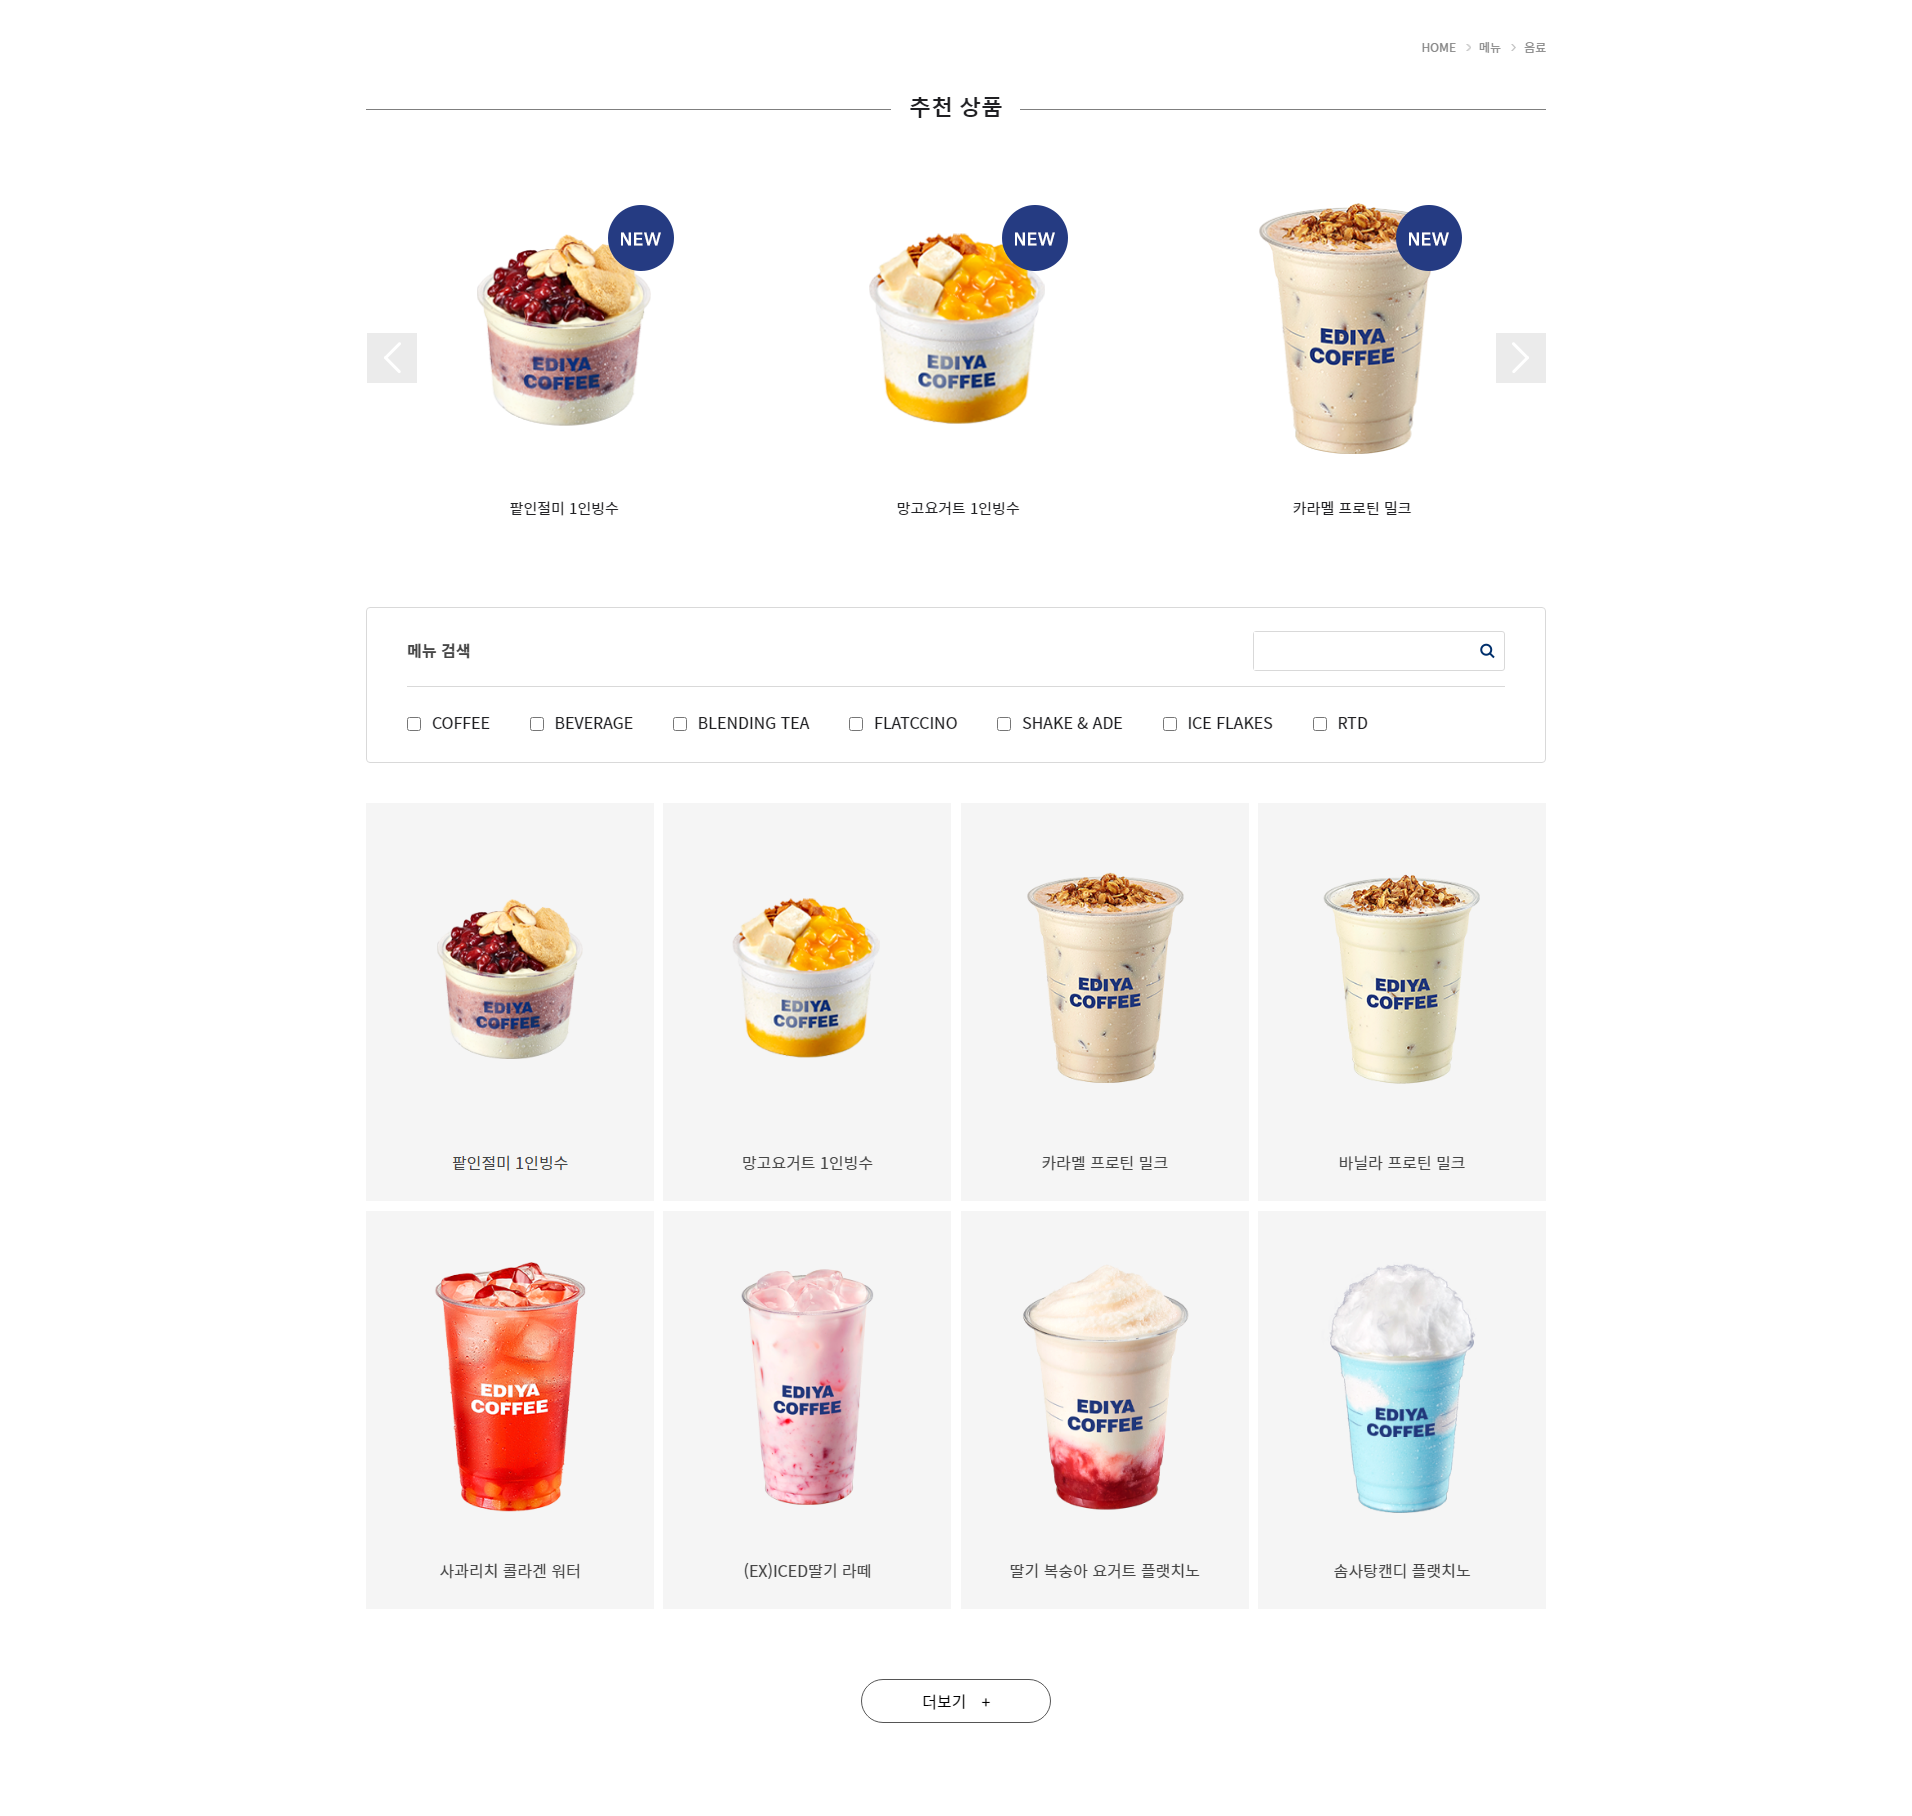 HOME > 메뉴 > 음료
추천 상품
NEW
NEW
NEW
EDIYA
COFFEE
EDIYA
COFFEE
EDIYA
COFFEE
팥인절미 1인빙수
망고요거트 1인빙수
카라멜 프로틴 밀크
메뉴 검색
COFFEE
BEVERAGE
BLENDING TEA
FLATCCINO
SHAKE & ADE
ICE FLAKES
RTD
EDIYA
COFFEE
EDIYA
COFFEE
EDIYA
COFFEE
EDIYA
COFFEE
팥인절미 1인빙수
망고요거트 1인빙수
카라멜 프로틴 밀크
바닐라 프로틴 밀크
EDIYA
COFFEE
EDIYA
COFFEE
EDIYA
COFFEE
EDIYA
COFFEE
사과리치 콜라겐 워터
(EX)ICED딸기 라떼
딸기 복숭아 요거트 플랫치노
솜사탕캔디 플랫치노
더보기 +